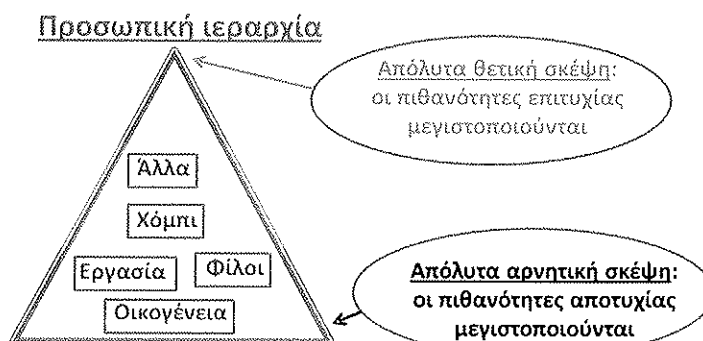 Προσωπική ιεραρχία
Απόλυτα θετική σκέψη:
οι πιθανότητες επιτυχίας
μεγιστοποιούνται
Άλλα
Χόμπι
Εργασία
Φίλοι
Οικογένεια
Απόλυτα αρνητική σκέψη:
οι πιθανότητες αποτυχίας
μεγιστοποιούνται